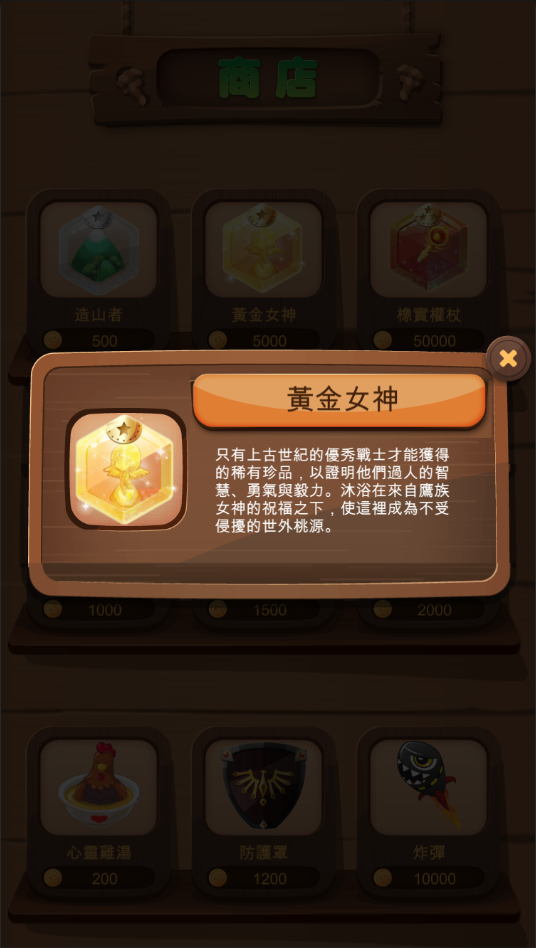 商店
造山者
黃金女神
橡實權杖
500
5000
50000
黃金女神
只有上古世紀的優秀戰士才能獲得
的稀有珍品，以證明他們過人的智
慧、勇氣與毅力。沐浴在來自鷹族
女神的祝福之下，使這裡成為不受
侵擾的世外桃源。
1000
1500
2000
心靈雞湯
防護罩
炸彈
200
1200
10000